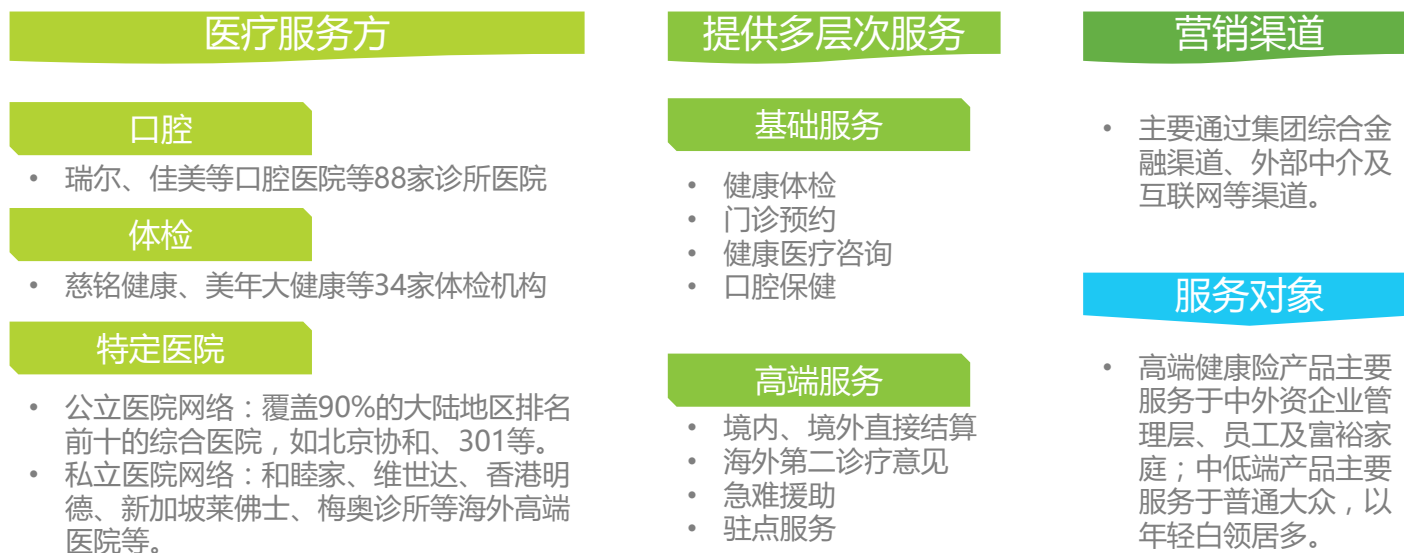 医疗服务方
口腔
• 瑞尔、佳美等口腔医院等88家诊所医院
体检
• 慈铭健康、美年大健康等34家体检机构
特定医院
• 公立医院网络：覆盖90%的大陆地区排名
前十的综合医院，如北京协和、301等。
• 私立医院网络：和睦家、维世达、香港明
德、新加坡莱佛士、梅奥诊所等海外高端
医院等。
提供多层次服务
基础服务
• 健康体检
• 门诊预约
• 健康医疗咨询
• 口腔保健
高端服务
• 境内、境外直接结算
• 海外第二诊疗意见
• 急难援助
• 驻点服务
营销渠道
• 主要通过集团综合金
融渠道、外部中介及
互联网等渠道。
服务对象
• 高端健康险产品主要
服务于中外资企业管
理层、员工及富裕家
庭；中低端产品主要
服务于普通大众，以
年轻白领居多。